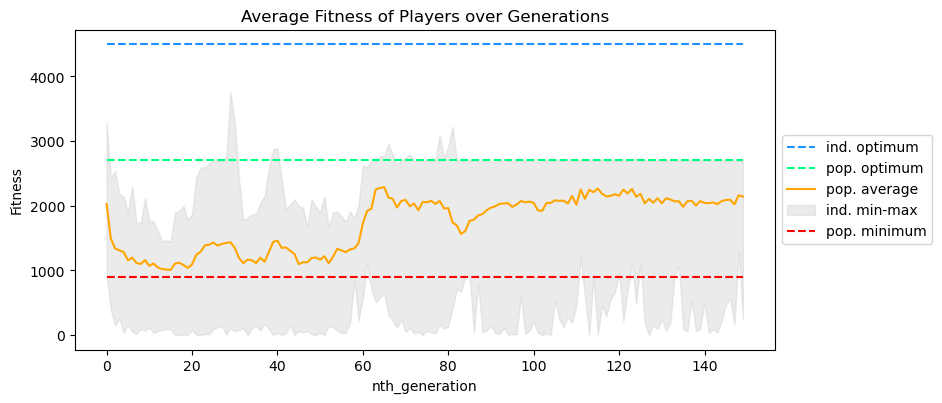 Average Fitness of Players over Generations
Fitness
4000
3000
2000
1000
0
0 20 40 60 80 100 120 140
nth_generation
ind. optimum
pop. optimum
pop. average
ind. min-max
pop. minimum